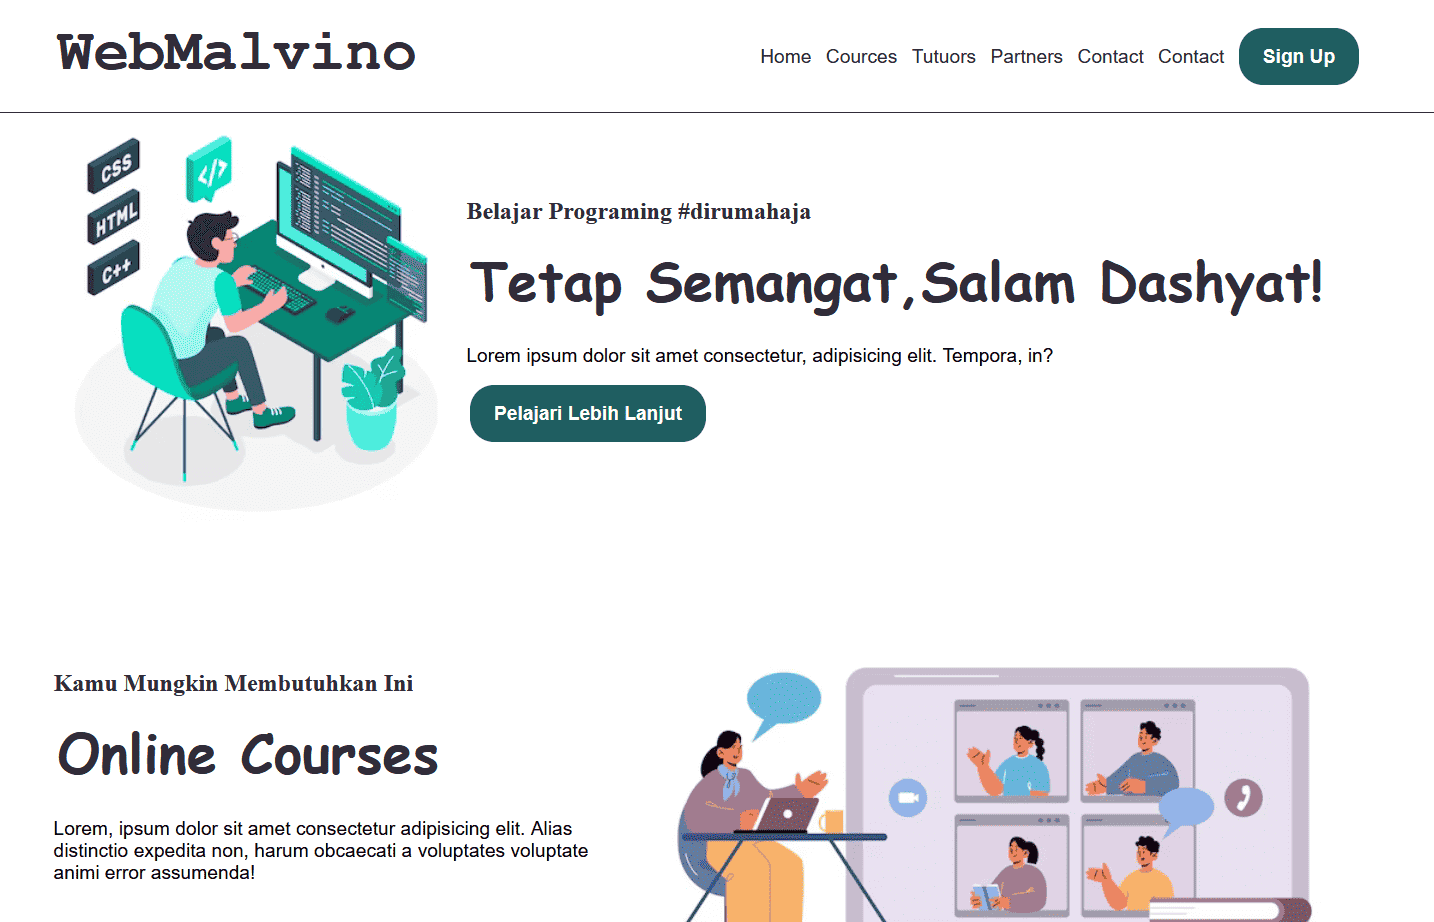 WebMalvino
Home Cources Tutuors Partners Contact Contact Sign Up
CSS
</>
HTML
C++
Belajar Programing #dirumahaja
Tetap Semangat,Salam Dashyat!
Lorem ipsum dolor sit amet consectetur, adipisicing elit. Tempora, in?
Pelajari Lebih Lanjut
Kamu Mungkin Membutuhkan Ini
Online Courses
Lorem, ipsum dolor sit amet consectetur adipisicing elit. Alias
distinctio expedita non, harum obcaecati a voluptates voluptate
animi error assumenda!